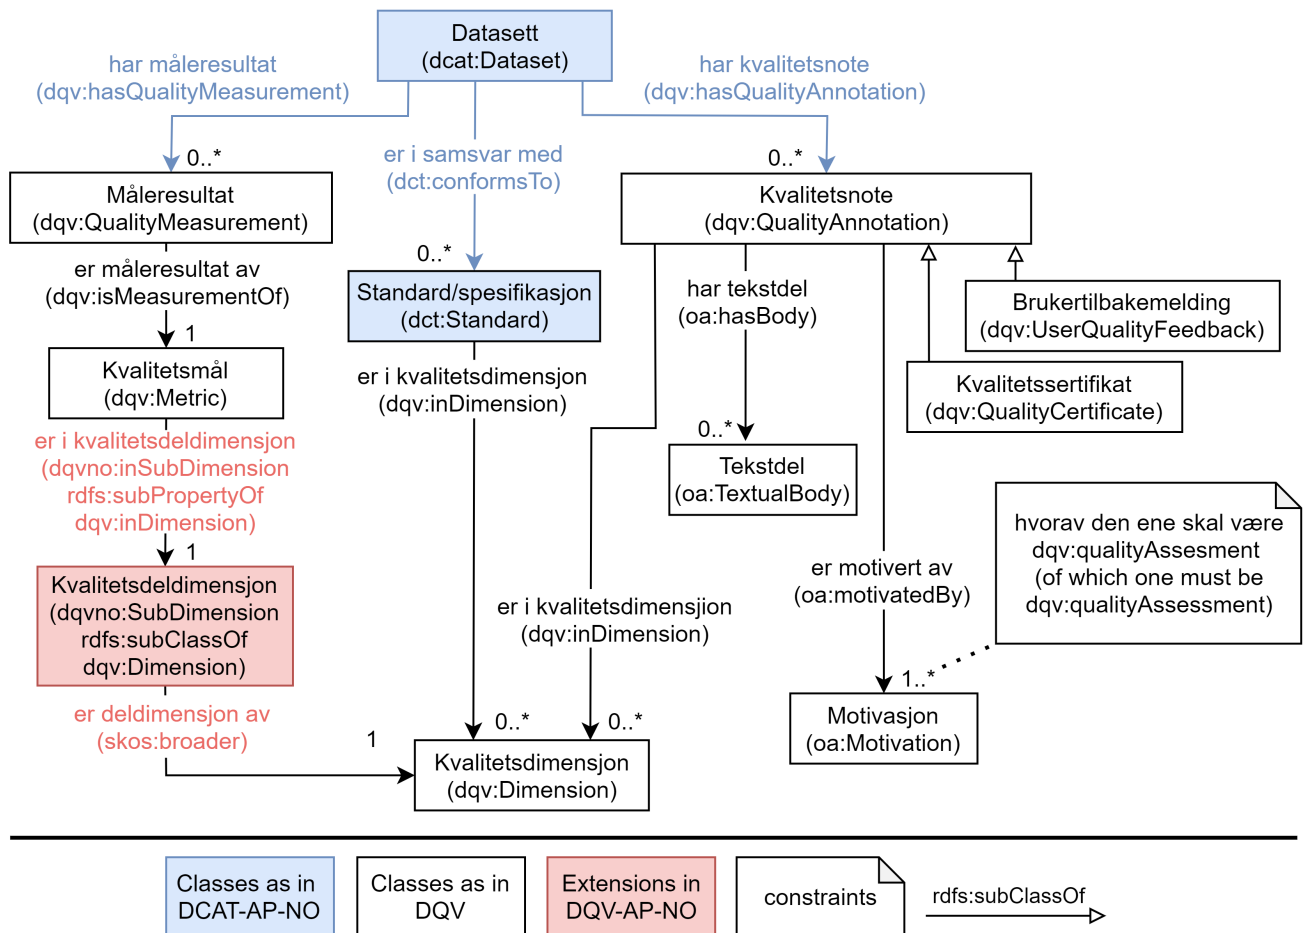 Datasett
(dcat:Dataset)
har måleresultat
(dqv:hasQualityMeasurement)
har kvalitetsnote
(dqv:hasQualityAnnotation)
er i samsvar med
(dct:conformsTo)
0..*
0..*
0..*
Måleresultat
(dqv:QualityMeasurement)
Kvalitetsnote
(dqv:QualityAnnotation)
er måleresultat av
(dqv:isMeasurementOf)
1
Standard/spesifikasjon
(dct:Standard)
har tekstdel
(oa:hasBody)
Brukertilbakemelding
(dqv:UserQualityFeedback)
Kvalitetsmål
(dqv:Metric)
er i kvalitetsdimensjon
(dqv:inDimension)
Kvalitetssertifikat
(dqv:QualityCertificate)
er i kvalitetsdeldimensjon
(dqvno:inSubDimension
rdfs:subPropertyOf
dqv:inDimension)
1
0..*
Tekstdel
(oa:TextualBody)
hvorav den ene skal være
dqv:qualityAssesment
(of which one must be
dqv:qualityAssessment)
Kvalitetsdeldimensjon
(dqvno:SubDimension
rdfs:subClassOf
dqv:Dimension)
er i kvalitetsdimensjiion
(dqv:inDimension)
er motivert av
(oa:motivatedBy)
1..*
er deldimensjon av
(skos:broader)
1
0..*
0..*
Motivasjon
(oa:Motivation)
Kvalitetsdimensjon
(dqv:Dimension)
Classes as in
DCAT-AP-NO
Classes as in
DQV
Extensions in
DQV-AP-NO
constraints
rdfs:subClassOf